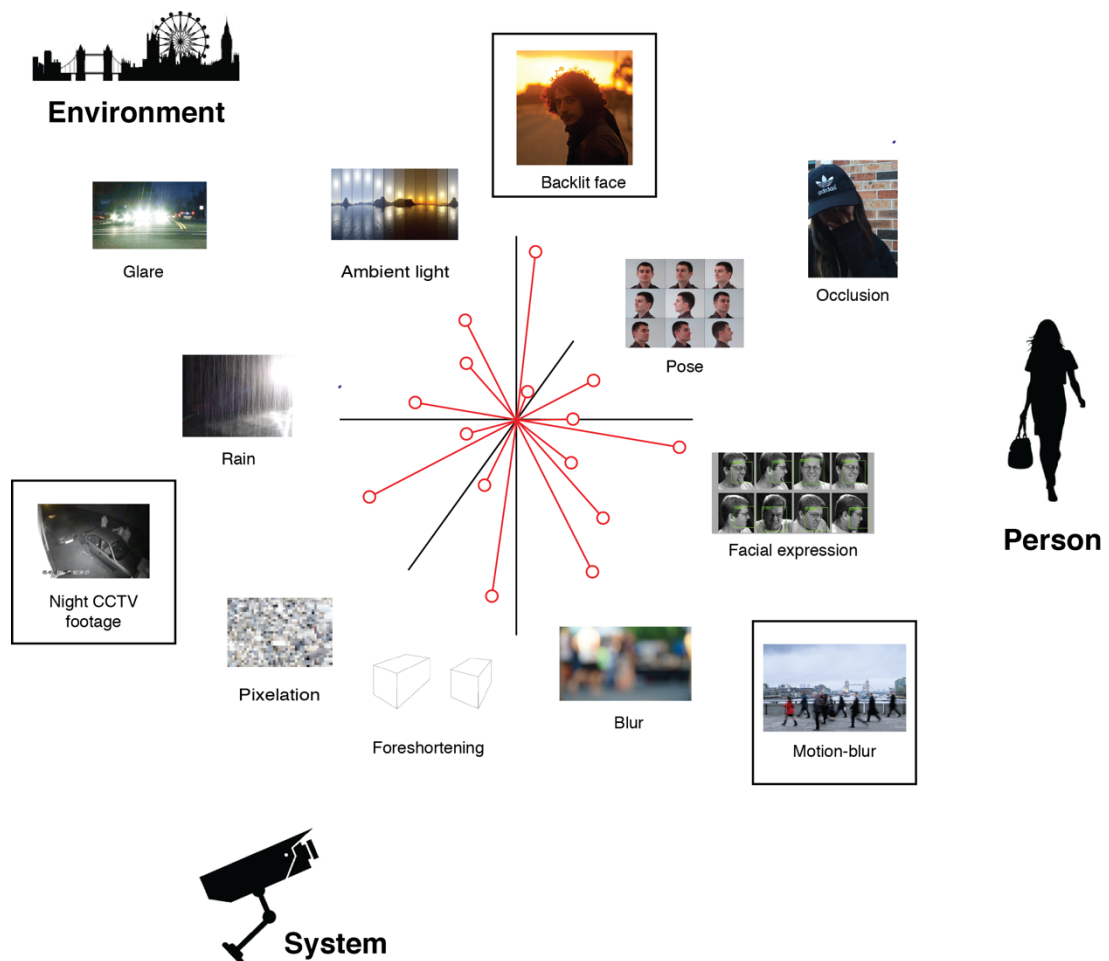 Environment
Backlit face
adidas
Glare
Ambient light
Occlusion
Pose
Rain
Facial expression
Person
Night CCTV
footage
Pixelation
Blur
Foreshortening
Motion-blur
System